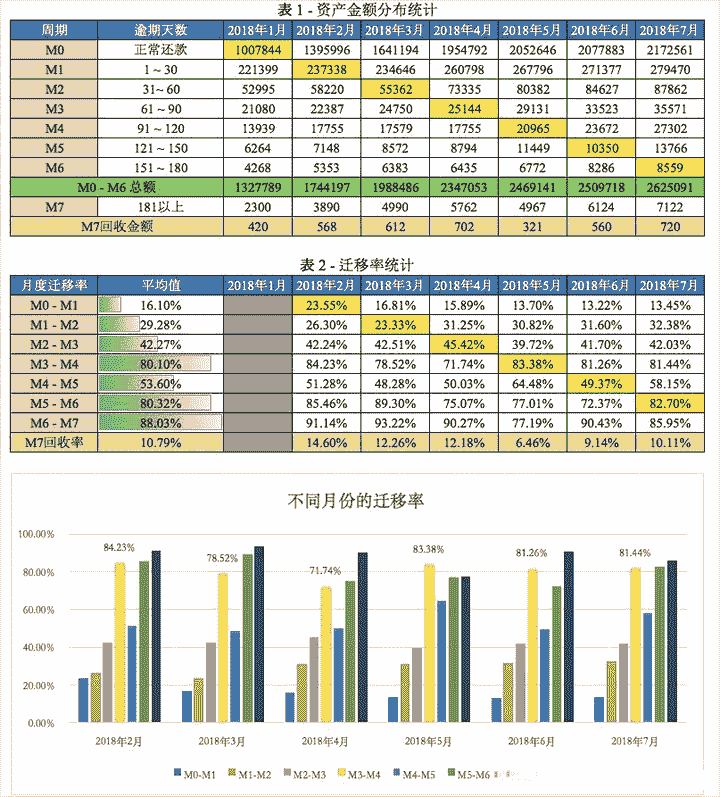 表 1 - 资产金额分布统计
周期 逾期天数 2018年1月 2018年2月 2018年3月 2018年4月 2018年5月 2018年6月 2018年7月
M0 正常还款 1007844 1395996 1641194 1954792 2052646 2077883 2172561
M1 1～30 221399 237338 234646 260798 267796 271377 279470
M2 31～60 52995 58220 55362 73335 80382 84627 87862
M3 61～90 21080 22387 24750 25144 29131 33523 35571
M4 91～120 13939 17755 17579 17755 20965 23672 27302
M5 121～150 6264 7148 8572 8794 11449 10350 13766
M6 151～180 4268 5353 6383 6435 6772 8286 8559
M0 - M6 总额 1327789 1744197 1988486 2347053 2469141 2509718 2625091
M7 181以上 2300 3890 4990 5762 4967 6124 7122
M7回收金额 420 568 612 702 321 560 720
表 2 - 迁移率统计
月度迁移率 平均值 2018年1月 2018年2月 2018年3月 2018年4月 2018年5月 2018年6月 2018年7月
M0 - M1 16.10% 23.55% 16.81% 15.89% 13.70% 13.22% 13.45%
M1 - M2 29.28% 26.30% 23.33% 31.25% 30.82% 31.60% 32.38%
M2 - M3 42.27% 42.24% 42.51% 45.42% 39.72% 41.70% 42.03%
M3 - M4 80.10% 84.23% 78.52% 71.74% 83.38% 81.26% 81.44%
M4 - M5 53.60% 51.28% 48.28% 50.03% 64.48% 49.37% 58.15%
M5 - M6 80.32% 85.46% 89.30% 75.07% 77.01% 72.37% 82.70%
M6 - M7 88.03% 91.14% 93.22% 90.27% 77.19% 90.43% 85.95%
M7回收率 10.79% 14.60% 12.26% 12.18% 6.46% 9.14% 10.11%
不同月份的迁移率
100.00%
84.23% 78.52% 71.74% 83.38% 81.26% 81.44%
80.00%
60.00%
40.00%
20.00%
0.00%
2018年2月 2018年3月 2018年4月 2018年5月 2018年6月 2018年7月
M0-M1 M1-M2 M2-M3 M3-M4 M4-M5 M5-M6